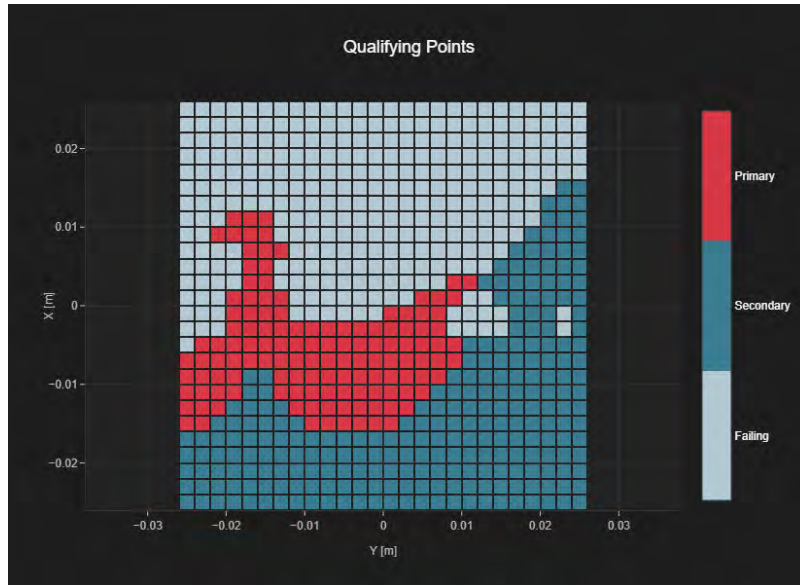 Qualifying Points
0.02
0.01
0
−0.01
−0.02
X [m]
−0.03
−0.02
−0.01
0
0.01
0.02
0.03
Y [m]
Primary
Secondary
Failing